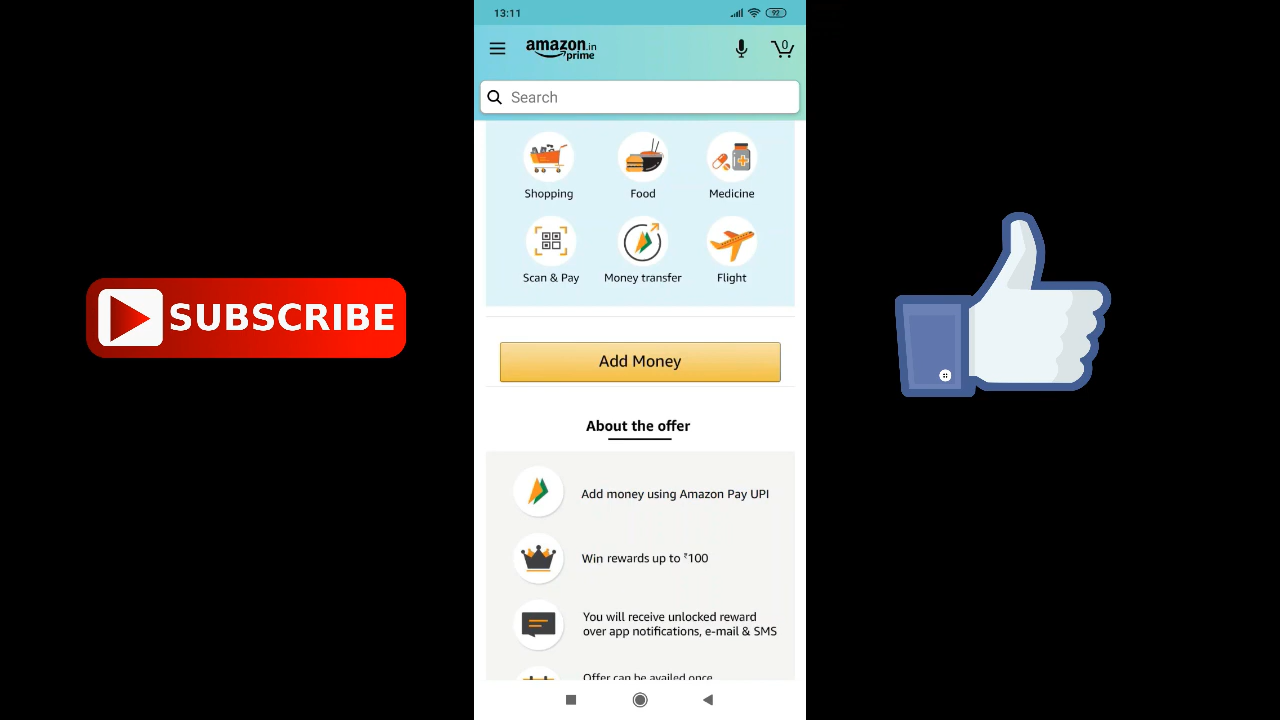 13:11
92
amazon.in
prime
0
Search
Shopping
Food
Medicine
Scan & Pay
Money transfer
Flight
SUBSCRIBE
Add Money
About the offer
Add money using Amazon Pay UPI
Win rewards up to ₹100
You will receive unlocked reward
over app notifications, e-mail & SMS
Offer can be availed once